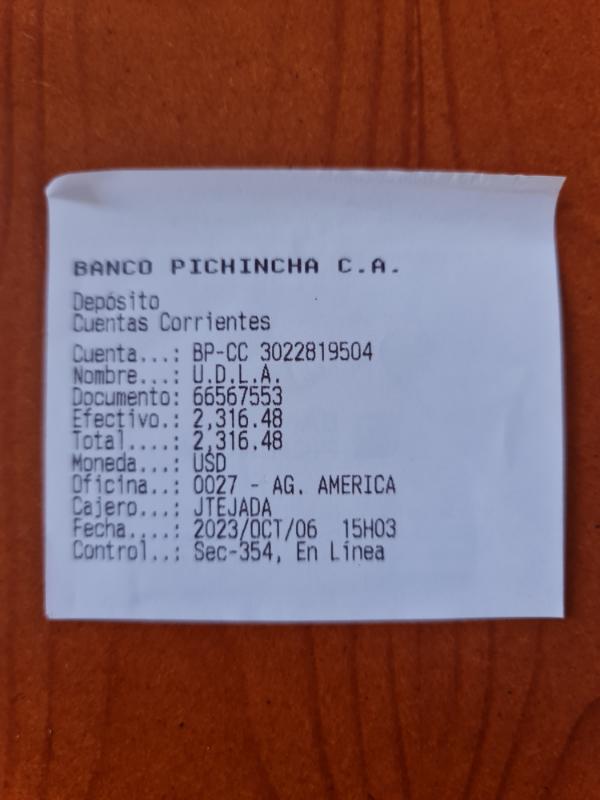 BANCO PICHINCHA C.A.
Depósito
Cuentas Corrientes
Cuenta...: BP-CC 3022819504
Nombre...: U.D.L.A.
Documento: 66567553
Efectivo.: 2,316.48
Total....: 2,316.48
Moneda...: USD
Oficina..: 0027 - AG. AMERICA
Cajero...: JTEJADA
Fecha....: 2023/OCT/06 15H03
Control..: Sec-354, En Línea